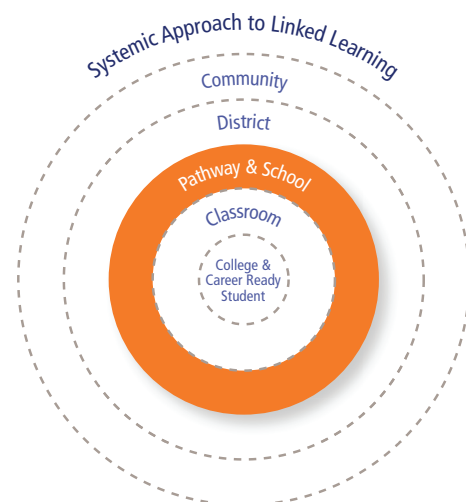 Systemic Approach to Linked Learning
Community
District
Pathway & School
Classroom
College &
Career Ready
Student